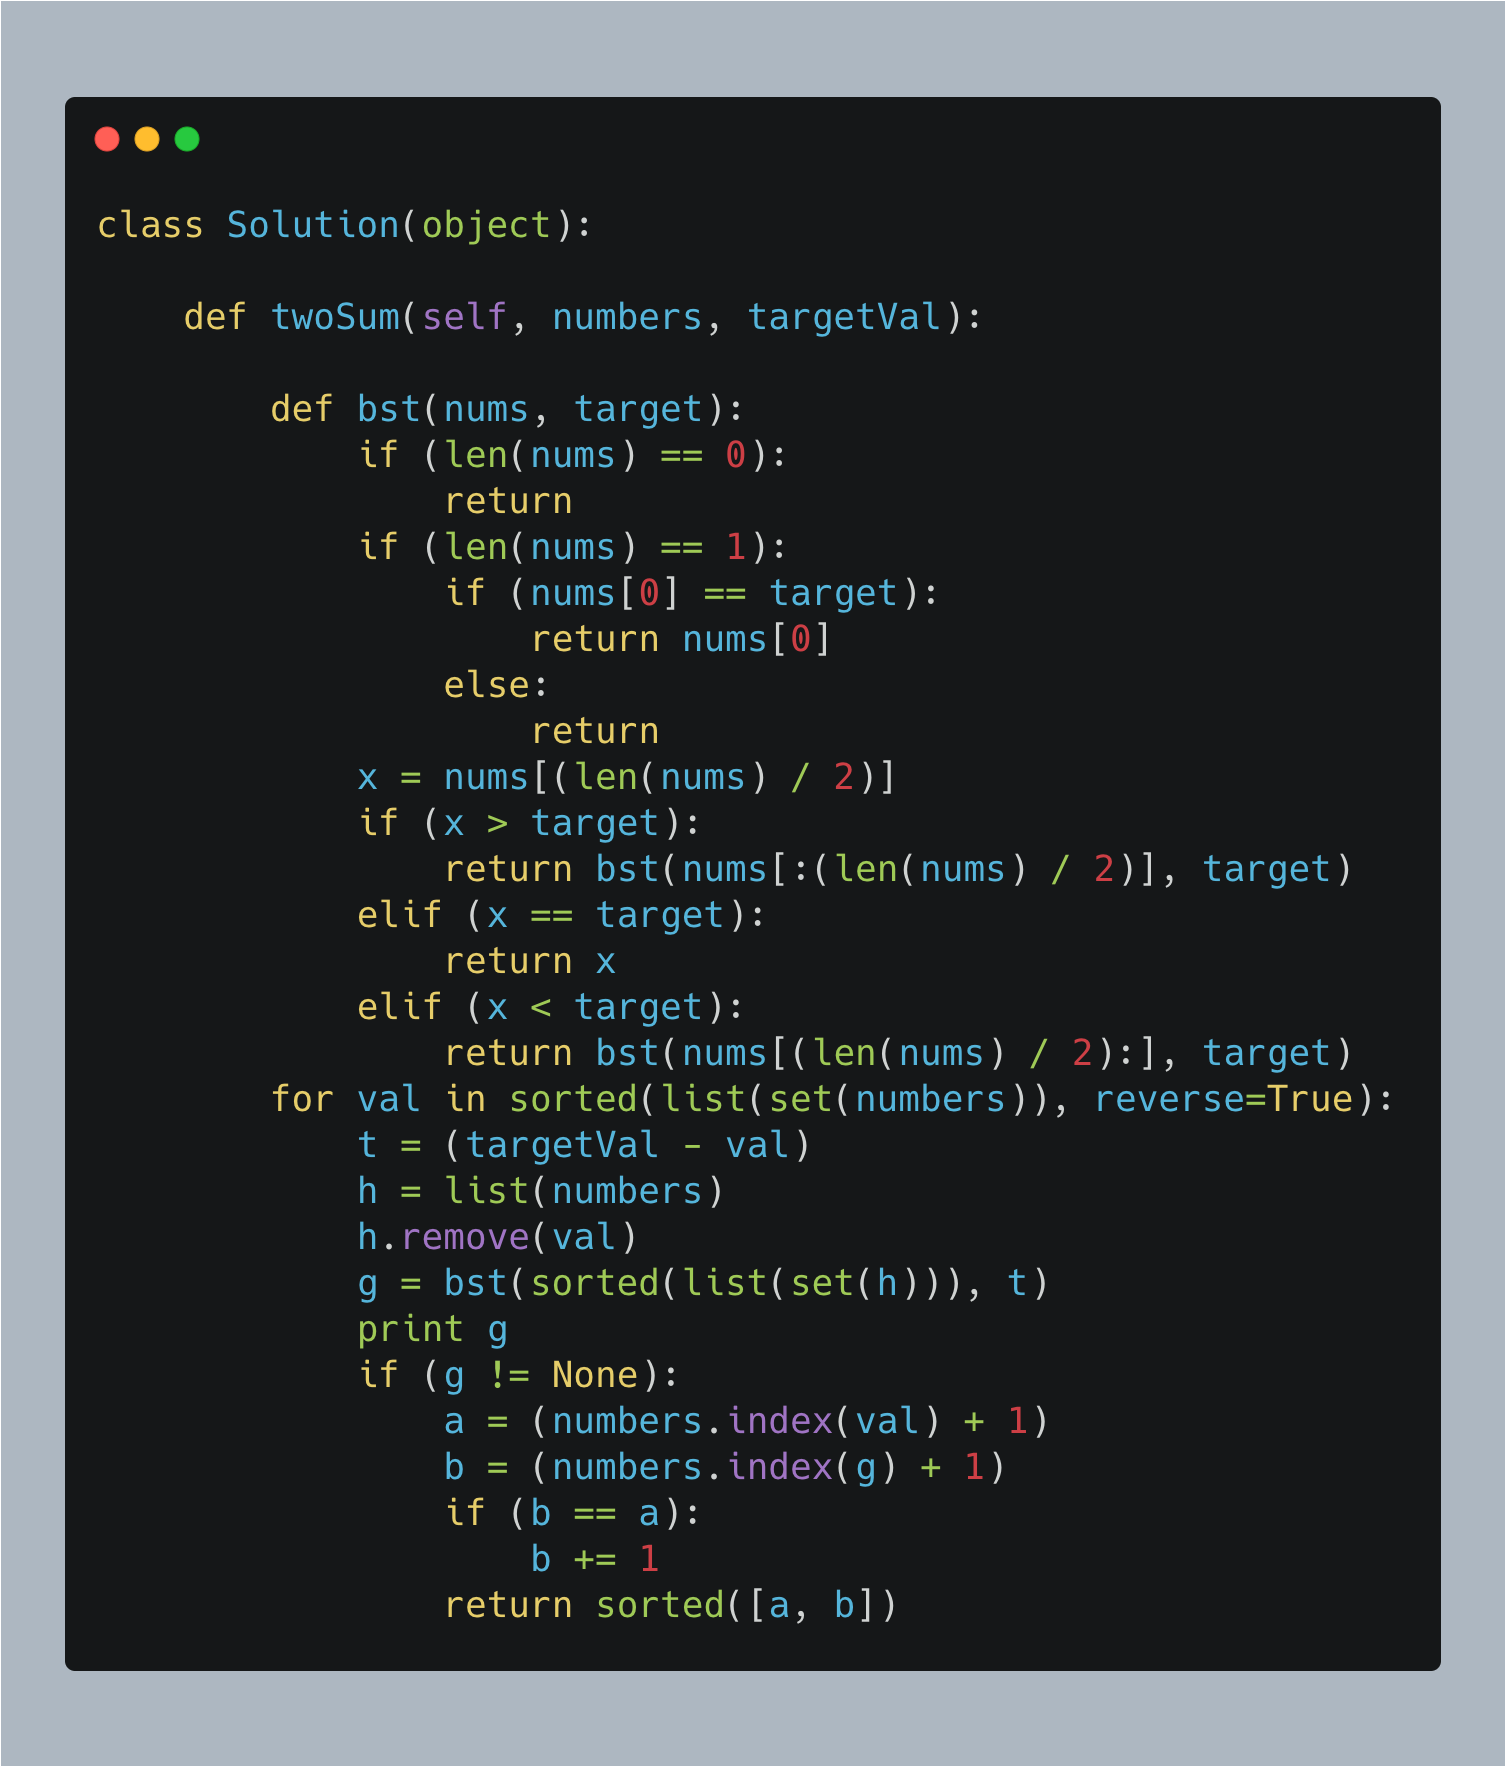 class Solution(object):

    def twoSum(self, numbers, targetVal):

        def bst(nums, target):
            if (len(nums) == 0):
                return
            if (len(nums) == 1):
                if (nums[0] == target):
                    return nums[0]
                else:
                    return
            x = nums[(len(nums) / 2)]
            if (x > target):
                return bst(nums[:(len(nums) / 2)], target)
            elif (x == target):
                return x
            elif (x < target):
                return bst(nums[(len(nums) / 2):], target)
        for val in sorted(list(set(numbers)), reverse=True):
            t = (targetVal - val)
            h = list(numbers)
            h.remove(val)
            g = bst(sorted(list(set(h))), t)
            print g
            if (g != None):
                a = (numbers.index(val) + 1)
                b = (numbers.index(g) + 1)
                if (b == a):
                    b += 1
                return sorted([a, b])